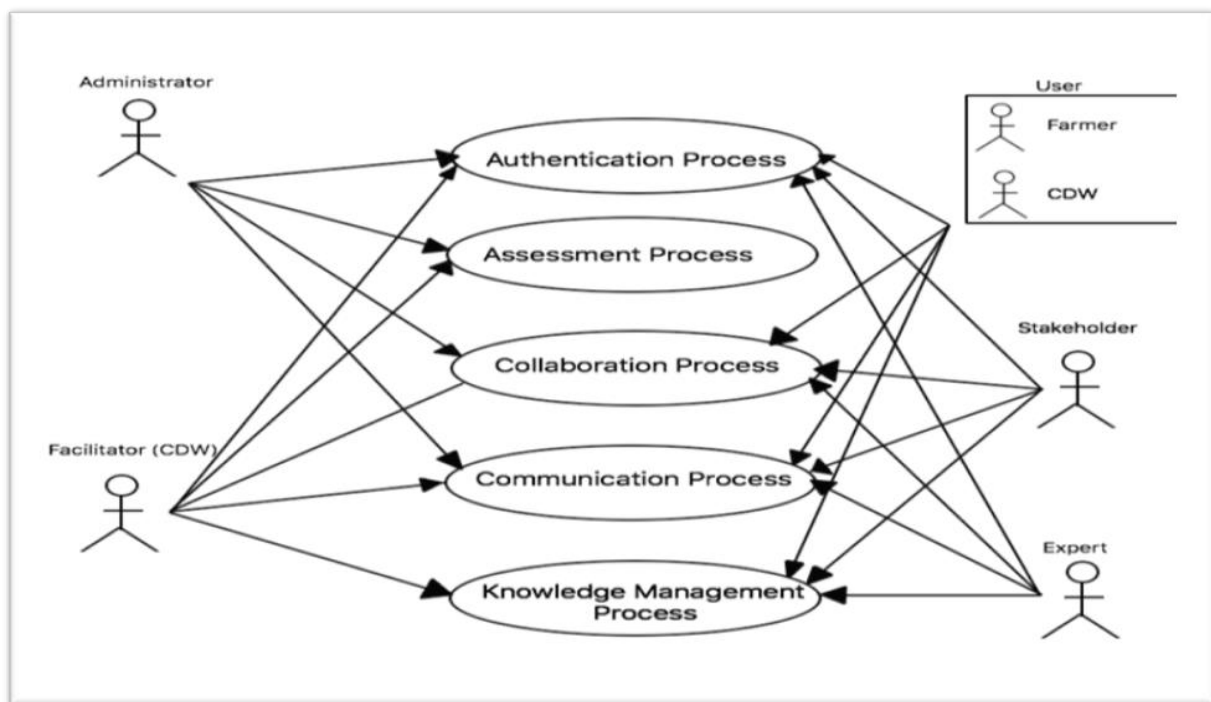 Administrator
User
Farmer
CDW
Authentication Process
Assessment Process
Stakeholder
Collaboration Process
Facilitator (CDW)
Communication Process
Expert
Knowledge Management
Process